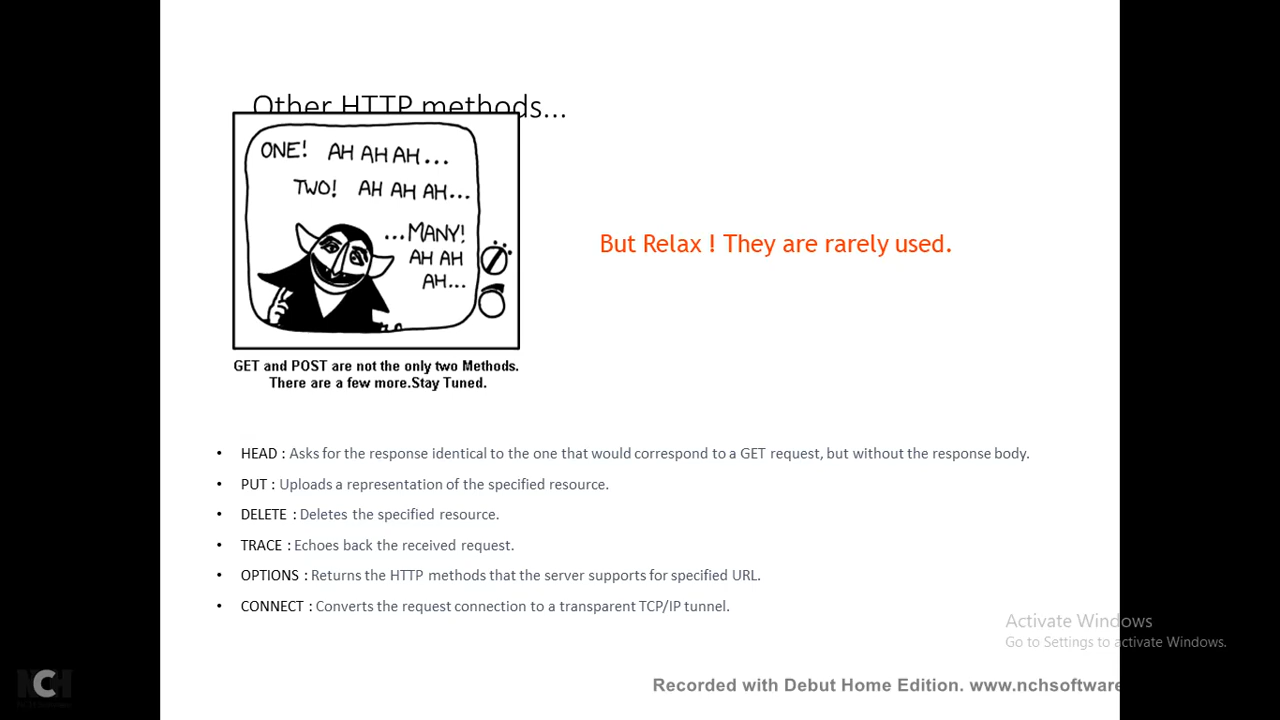 Other HTTP methods...
ONE! AH AH AH...
TWO! AH AH AH...
...MANY!
AH AH
AH...
But Relax ! They are rarely used.
GET and POST are not the only two Methods.
There are a few more.Stay Tuned.
• HEAD : Asks for the response identical to the one that would correspond to a GET request, but without the response body.
• PUT : Uploads a representation of the specified resource.
• DELETE : Deletes the specified resource.
• TRACE : Echoes back the received request.
• OPTIONS : Returns the HTTP methods that the server supports for specified URL.
• CONNECT : Converts the request connection to a transparent TCP/IP tunnel.
Activate Windows
Go to Settings to activate Windows.
NCH
Recorded with Debut Home Edition. www.nchsoftware